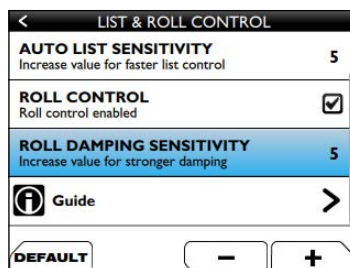 < LIST & ROLL CONTROL
AUTO LIST SENSITIVITY
Increase value for faster list control
5
ROLL CONTROL
Roll control enabled
ROLL DAMPING SENSITIVITY
Increase value for stronger damping
5
i Guide >
DEFAULT − +